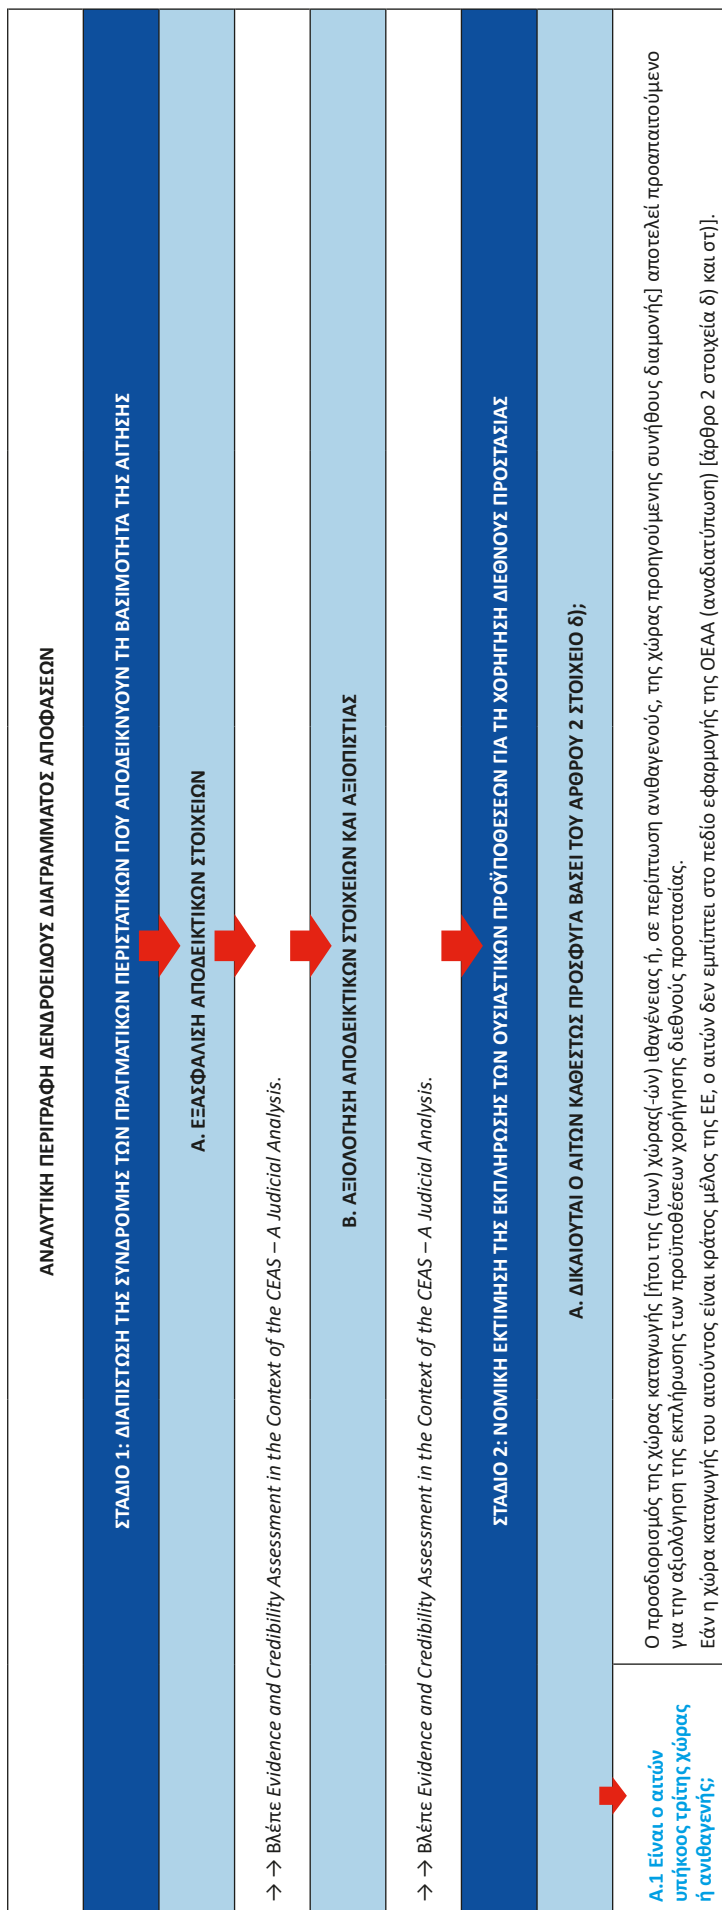 ΑΝΑΛΥΤΙΚΗ ΠΕΡΙΓΡΑΦΗ ΔΕΝΔΡΟΕΙΔΟΥΣ ΔΙΑΓΡΑΜΜΑΤΟΣ ΑΠΟΦΑΣΕΩΝ
ΣΤΑΔΙΟ 1: ΔΙΑΠΙΣΤΩΣΗ ΤΗΣ ΣΥΝΔΡΟΜΗΣ ΤΩΝ ΠΡΑΓΜΑΤΙΚΩΝ ΠΕΡΙΣΤΑΤΙΚΩΝ ΠΟΥ ΑΠΟΔΕΙΚΝΥΟΥΝ ΤΗ ΒΑΣΙΜΟΤΗΤΑ ΤΗΣ ΑΙΤΗΣΗΣ
Α. ΕΞΑΣΦΑΛΙΣΗ ΑΠΟΔΕΙΚΤΙΚΩΝ ΣΤΟΙΧΕΙΩΝ
→ → Βλέπε Evidence and Credibility Assessment in the Context of the CEAS – A Judicial Analysis.
Β. ΑΞΙΟΛΟΓΗΣΗ ΑΠΟΔΕΙΚΤΙΚΩΝ ΣΤΟΙΧΕΙΩΝ ΚΑΙ ΑΞΙΟΠΙΣΤΙΑΣ
→ → Βλέπε Evidence and Credibility Assessment in the Context of the CEAS – A Judicial Analysis.
ΣΤΑΔΙΟ 2: ΝΟΜΙΚΗ ΕΚΤΙΜΗΣΗ ΤΗΣ ΕΚΠΛΗΡΩΣΗΣ ΤΩΝ ΟΥΣΙΑΣΤΙΚΩΝ ΠΡΟΫΠΟΘΕΣΕΩΝ ΓΙΑ ΤΗ ΧΟΡΗΓΗΣΗ ΔΙΕΘΝΟΥΣ ΠΡΟΣΤΑΣΙΑΣ
Α. ΔΙΚΑΙΟΥΤΑΙ Ο ΑΙΤΩΝ ΚΑΘΕΣΤΩΣ ΠΡΟΣΦΥΓΑ ΒΑΣΕΙ ΤΟΥ ΑΡΘΡΟΥ 2 ΣΤΟΙΧΕΙΟ δ);
Α.1 Είναι ο αιτών
υπήκοος τρίτης χώρας
ή ανιθαγενής;
Ο προσδιορισμός της χώρας καταγωγής [ήτοι της (των) χώρας(-ών) ιθαγένειας ή, σε περίπτωση ανιθαγενούς, της χώρας προηγούμενης συνήθους διαμονής] αποτελεί προαπαιτούμενο
για την αξιολόγηση της εκπλήρωσης των προϋποθέσεων χορήγησης διεθνούς προστασίας.
Εάν η χώρα καταγωγής του αιτούντος είναι κράτος μέλος της ΕΕ, ο αιτών δεν εμπίπτει στο πεδίο εφαρμογής της ΟΕΑΑ (αναδιατύπωση) [άρθρο 2 στοιχεία δ) και στ)].